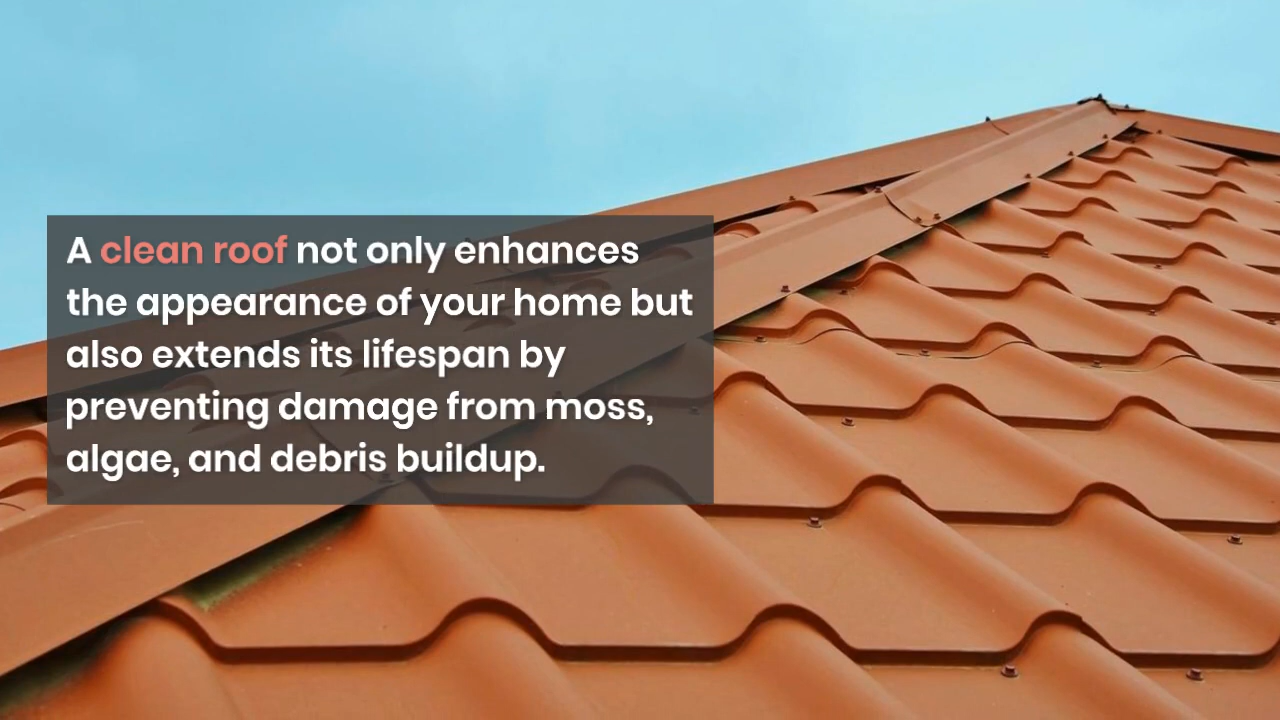 A clean roof not only enhances
the appearance of your home but
also extends its lifespan by
preventing damage from moss,
algae, and debris buildup.